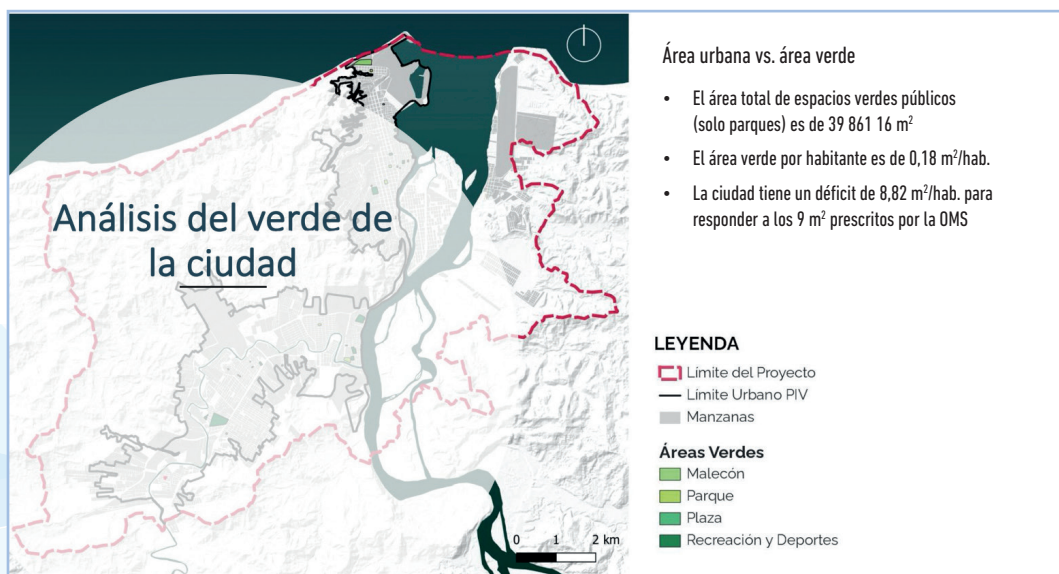 Análisis del verde de
la ciudad
0 1 2 km
Área urbana vs. área verde
• El área total de espacios verdes públicos
(solo parques) es de 39 861 16 m²
• El área verde por habitante es de 0,18 m²/hab.
• La ciudad tiene un déficit de 8,82 m²/hab. para
responder a los 9 m² prescritos por la OMS
LEYENDA
Límite del Proyecto
Límite Urbano PIV
Manzanas
Áreas Verdes
Malecón
Parque
Plaza
Recreación y Deportes